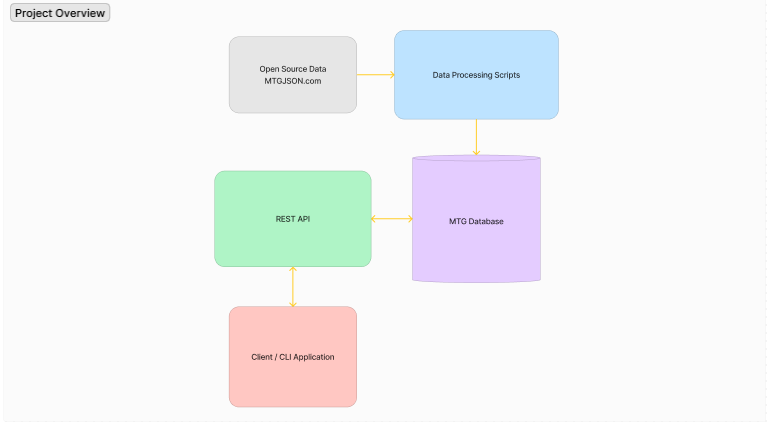 Project Overview
Open Source Data
MTGJSON.com
Data Processing Scripts
REST API
MTG Database
Client / CLI Application